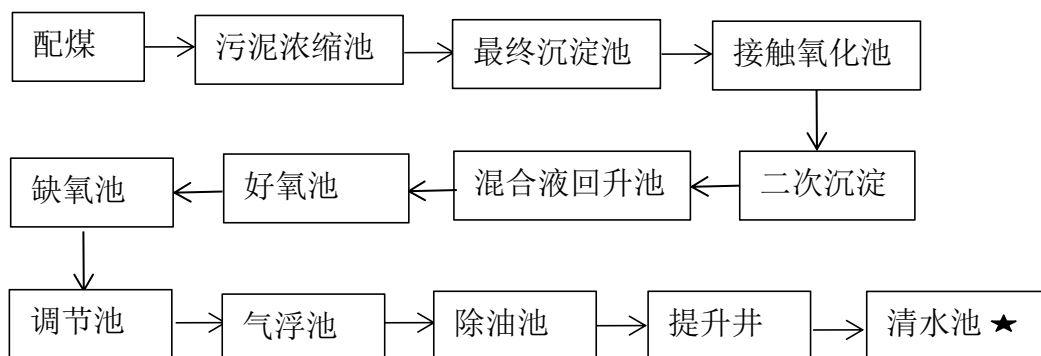 配煤 污泥浓缩池 最终沉淀池 接触氧化池
缺氧池 好氧池 混合液回升池 二次沉淀
调节池 气浮池 除油池 提升井 清水池★